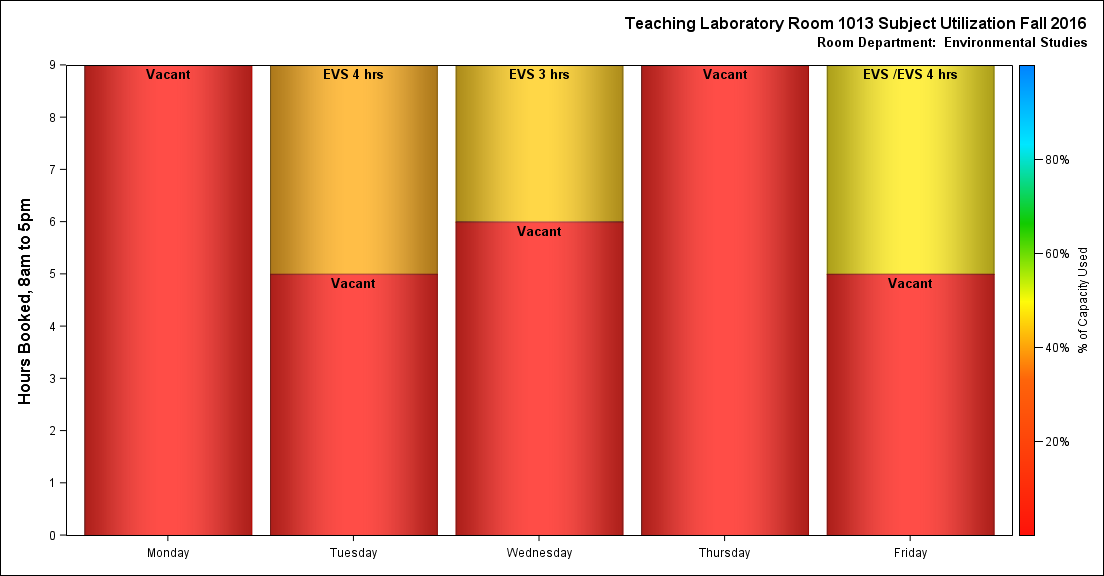 Teaching Laboratory Room 1013 Subject Utilization Fall 2016
Room Department:  Environmental Studies
Hours Booked, 8am to 5pm
9
8
7
6
5
4
3
2
1
0
Vacant
EVS 4 hrs
EVS 3 hrs
Vacant
EVS /EVS 4 hrs
Vacant
Vacant
Vacant
Monday
Tuesday
Wednesday
Thursday
Friday
80%
60%
40%
20%
% of Capacity Used